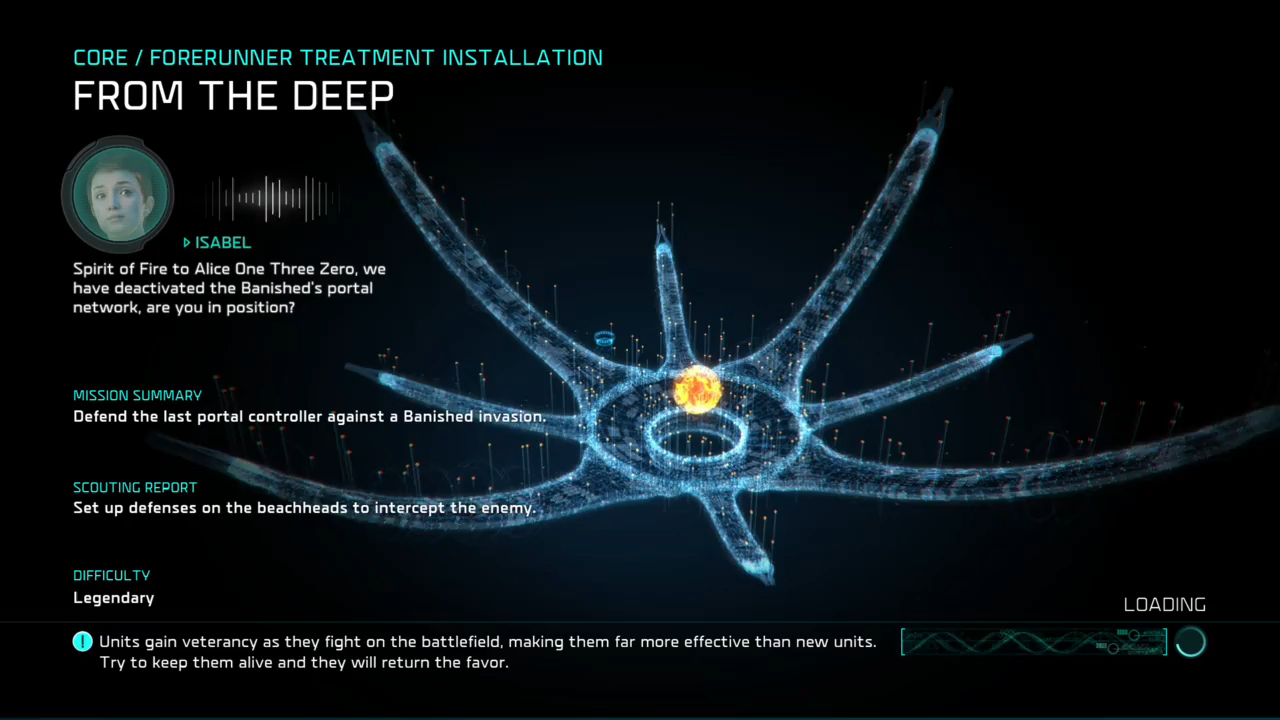 CORE / FORERUNNER TREATMENT INSTALLATION
FROM THE DEEP
ISABEL
Spirit of Fire to Alice One Three Zero, we
have deactivated the Banished's portal
network, are you in position?
MISSION SUMMARY
Defend the last portal controller against a Banished invasion.
SCOUTING REPORT
Set up defenses on the beachheads to intercept the enemy.
DIFFICULTY
Legendary
LOADING
Units gain veterancy as they fight on the battlefield, making them far more effective than new units.
Try to keep them alive and they will return the favor.